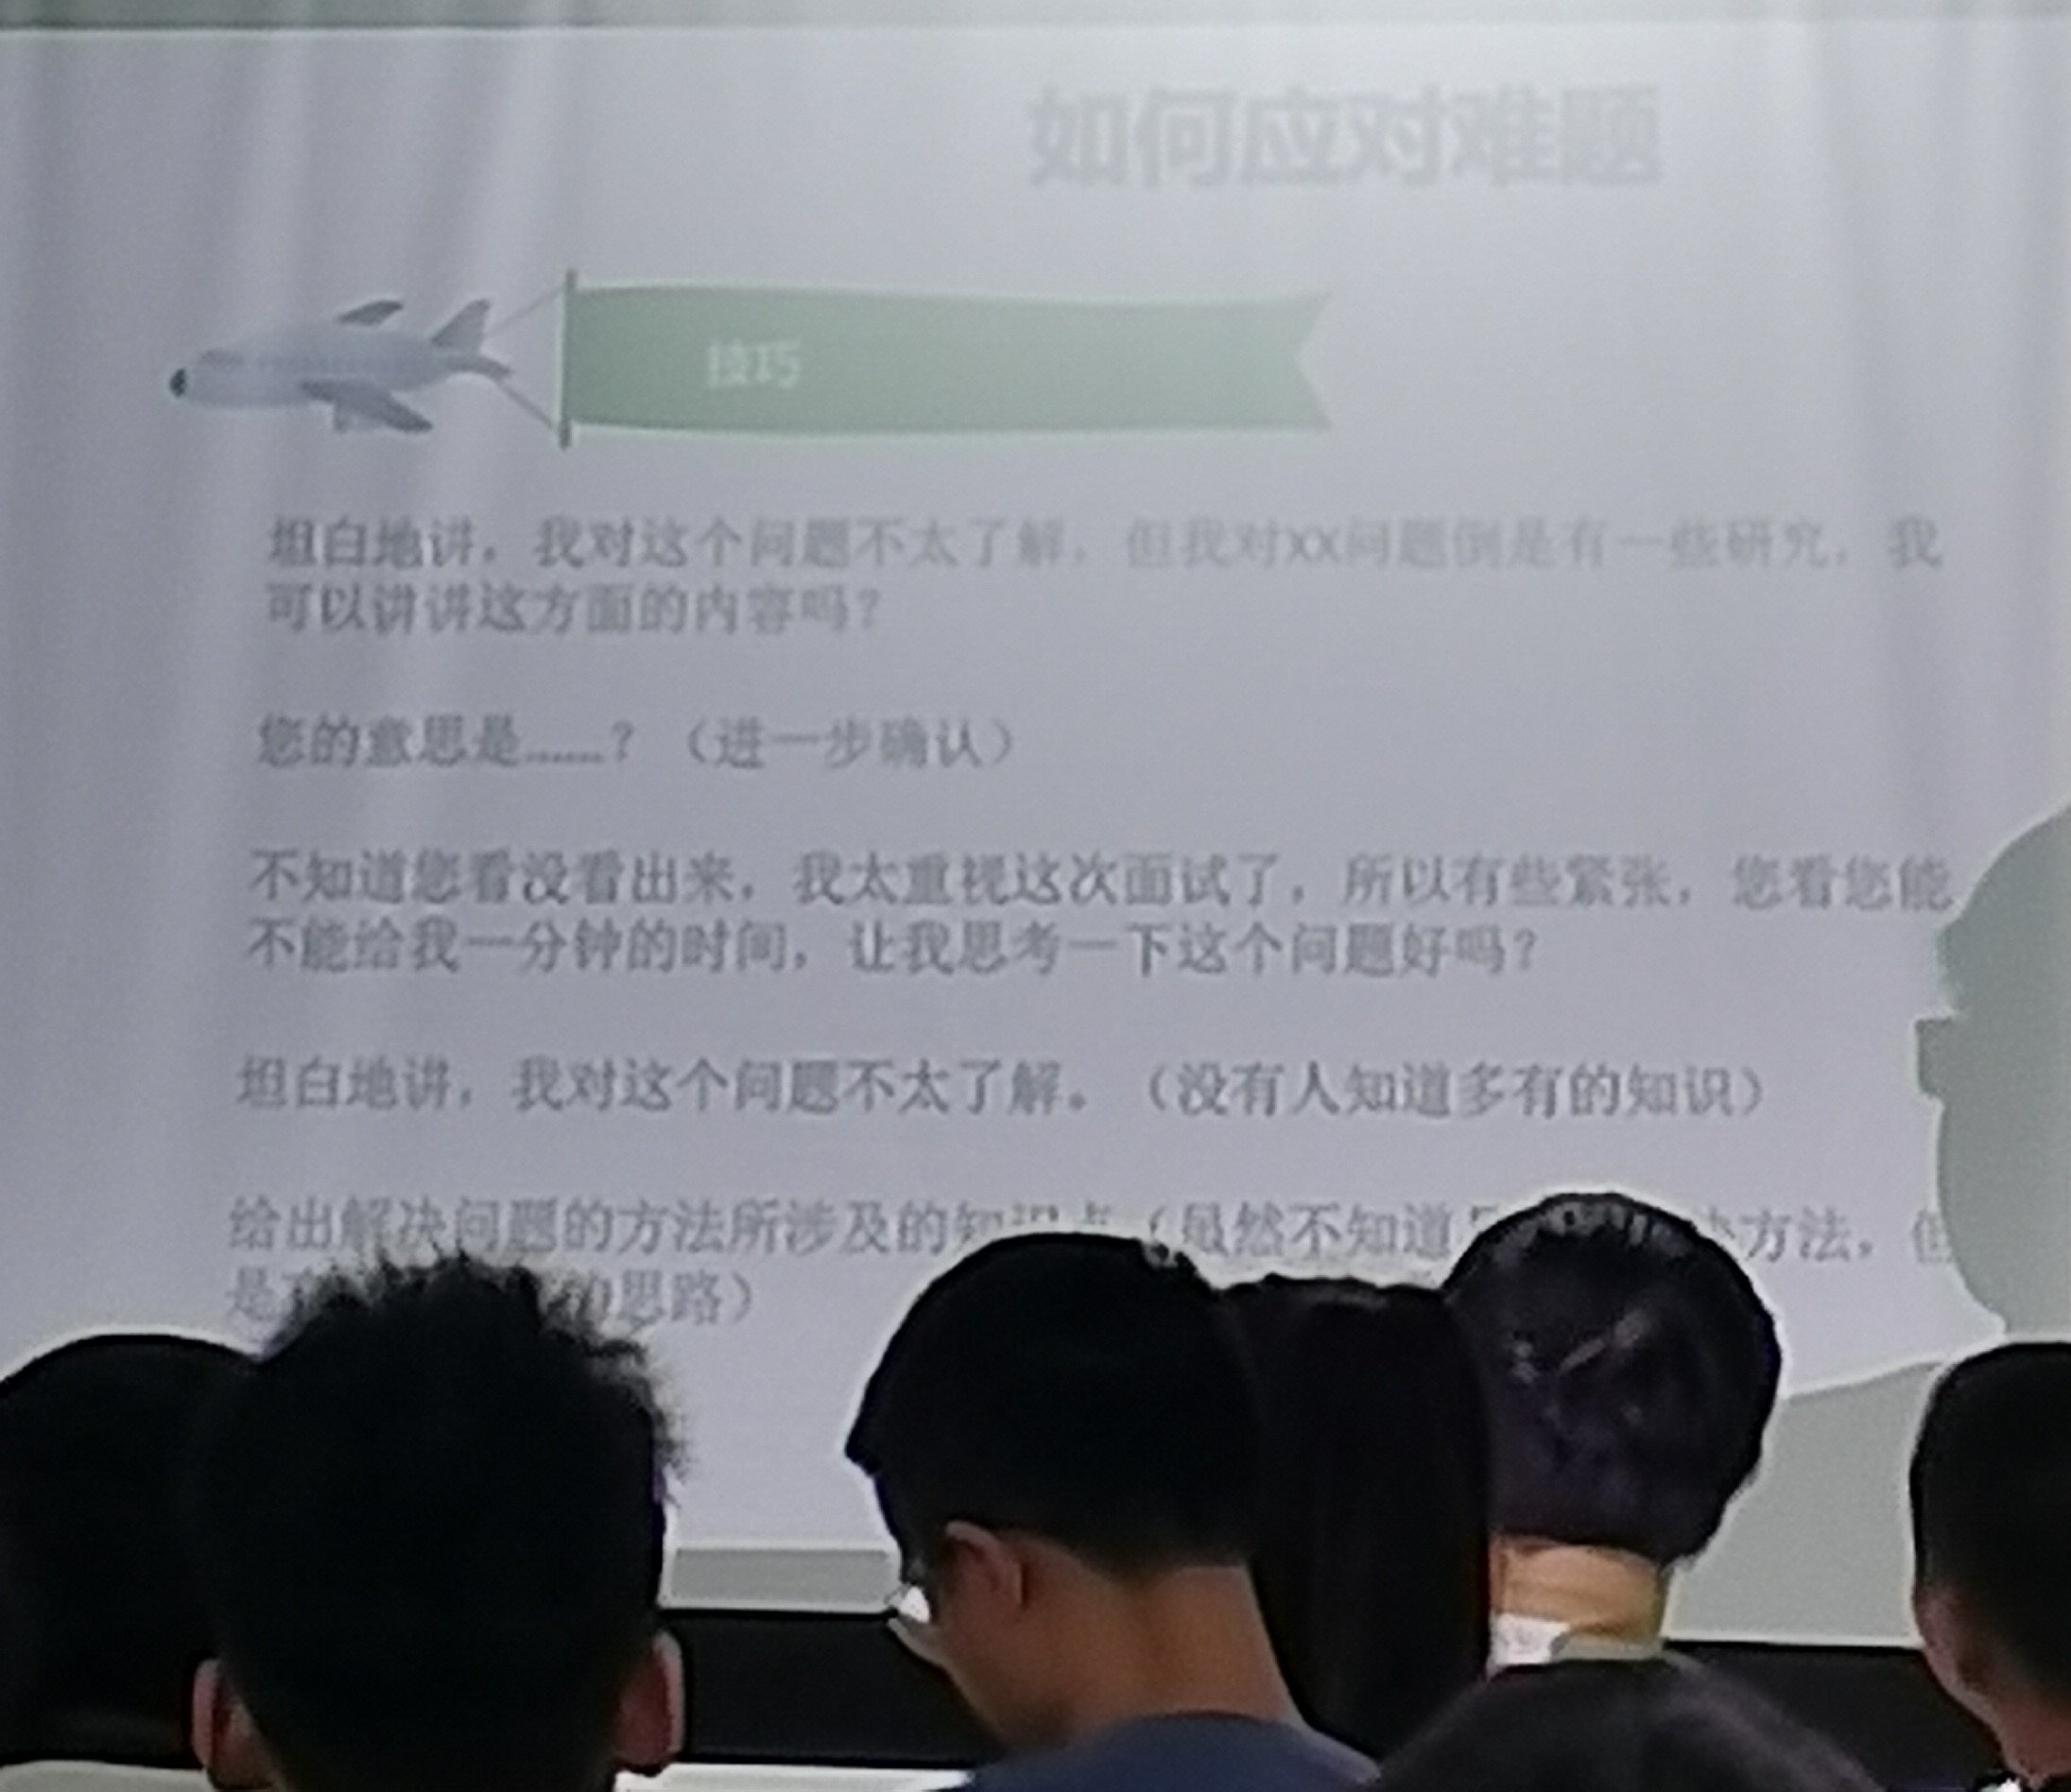 如何应对难题
技巧
坦白地讲，我对这个问题不太了解，但我对XX问题倒是有一些研究，我
可以讲讲这方面的内容吗？
您的意思是……？（进一步确认）
不知道您看没看出来，我太重视这次面试了，所以有些紧张，您看您能
不能给我一分钟的时间，让我思考一下这个问题好吗？
坦白地讲，我对这个问题不太了解。（没有人知道多有的知识）
给出解决问题的方法所涉及的知识点（虽然不知道 方法，但
是 思路）